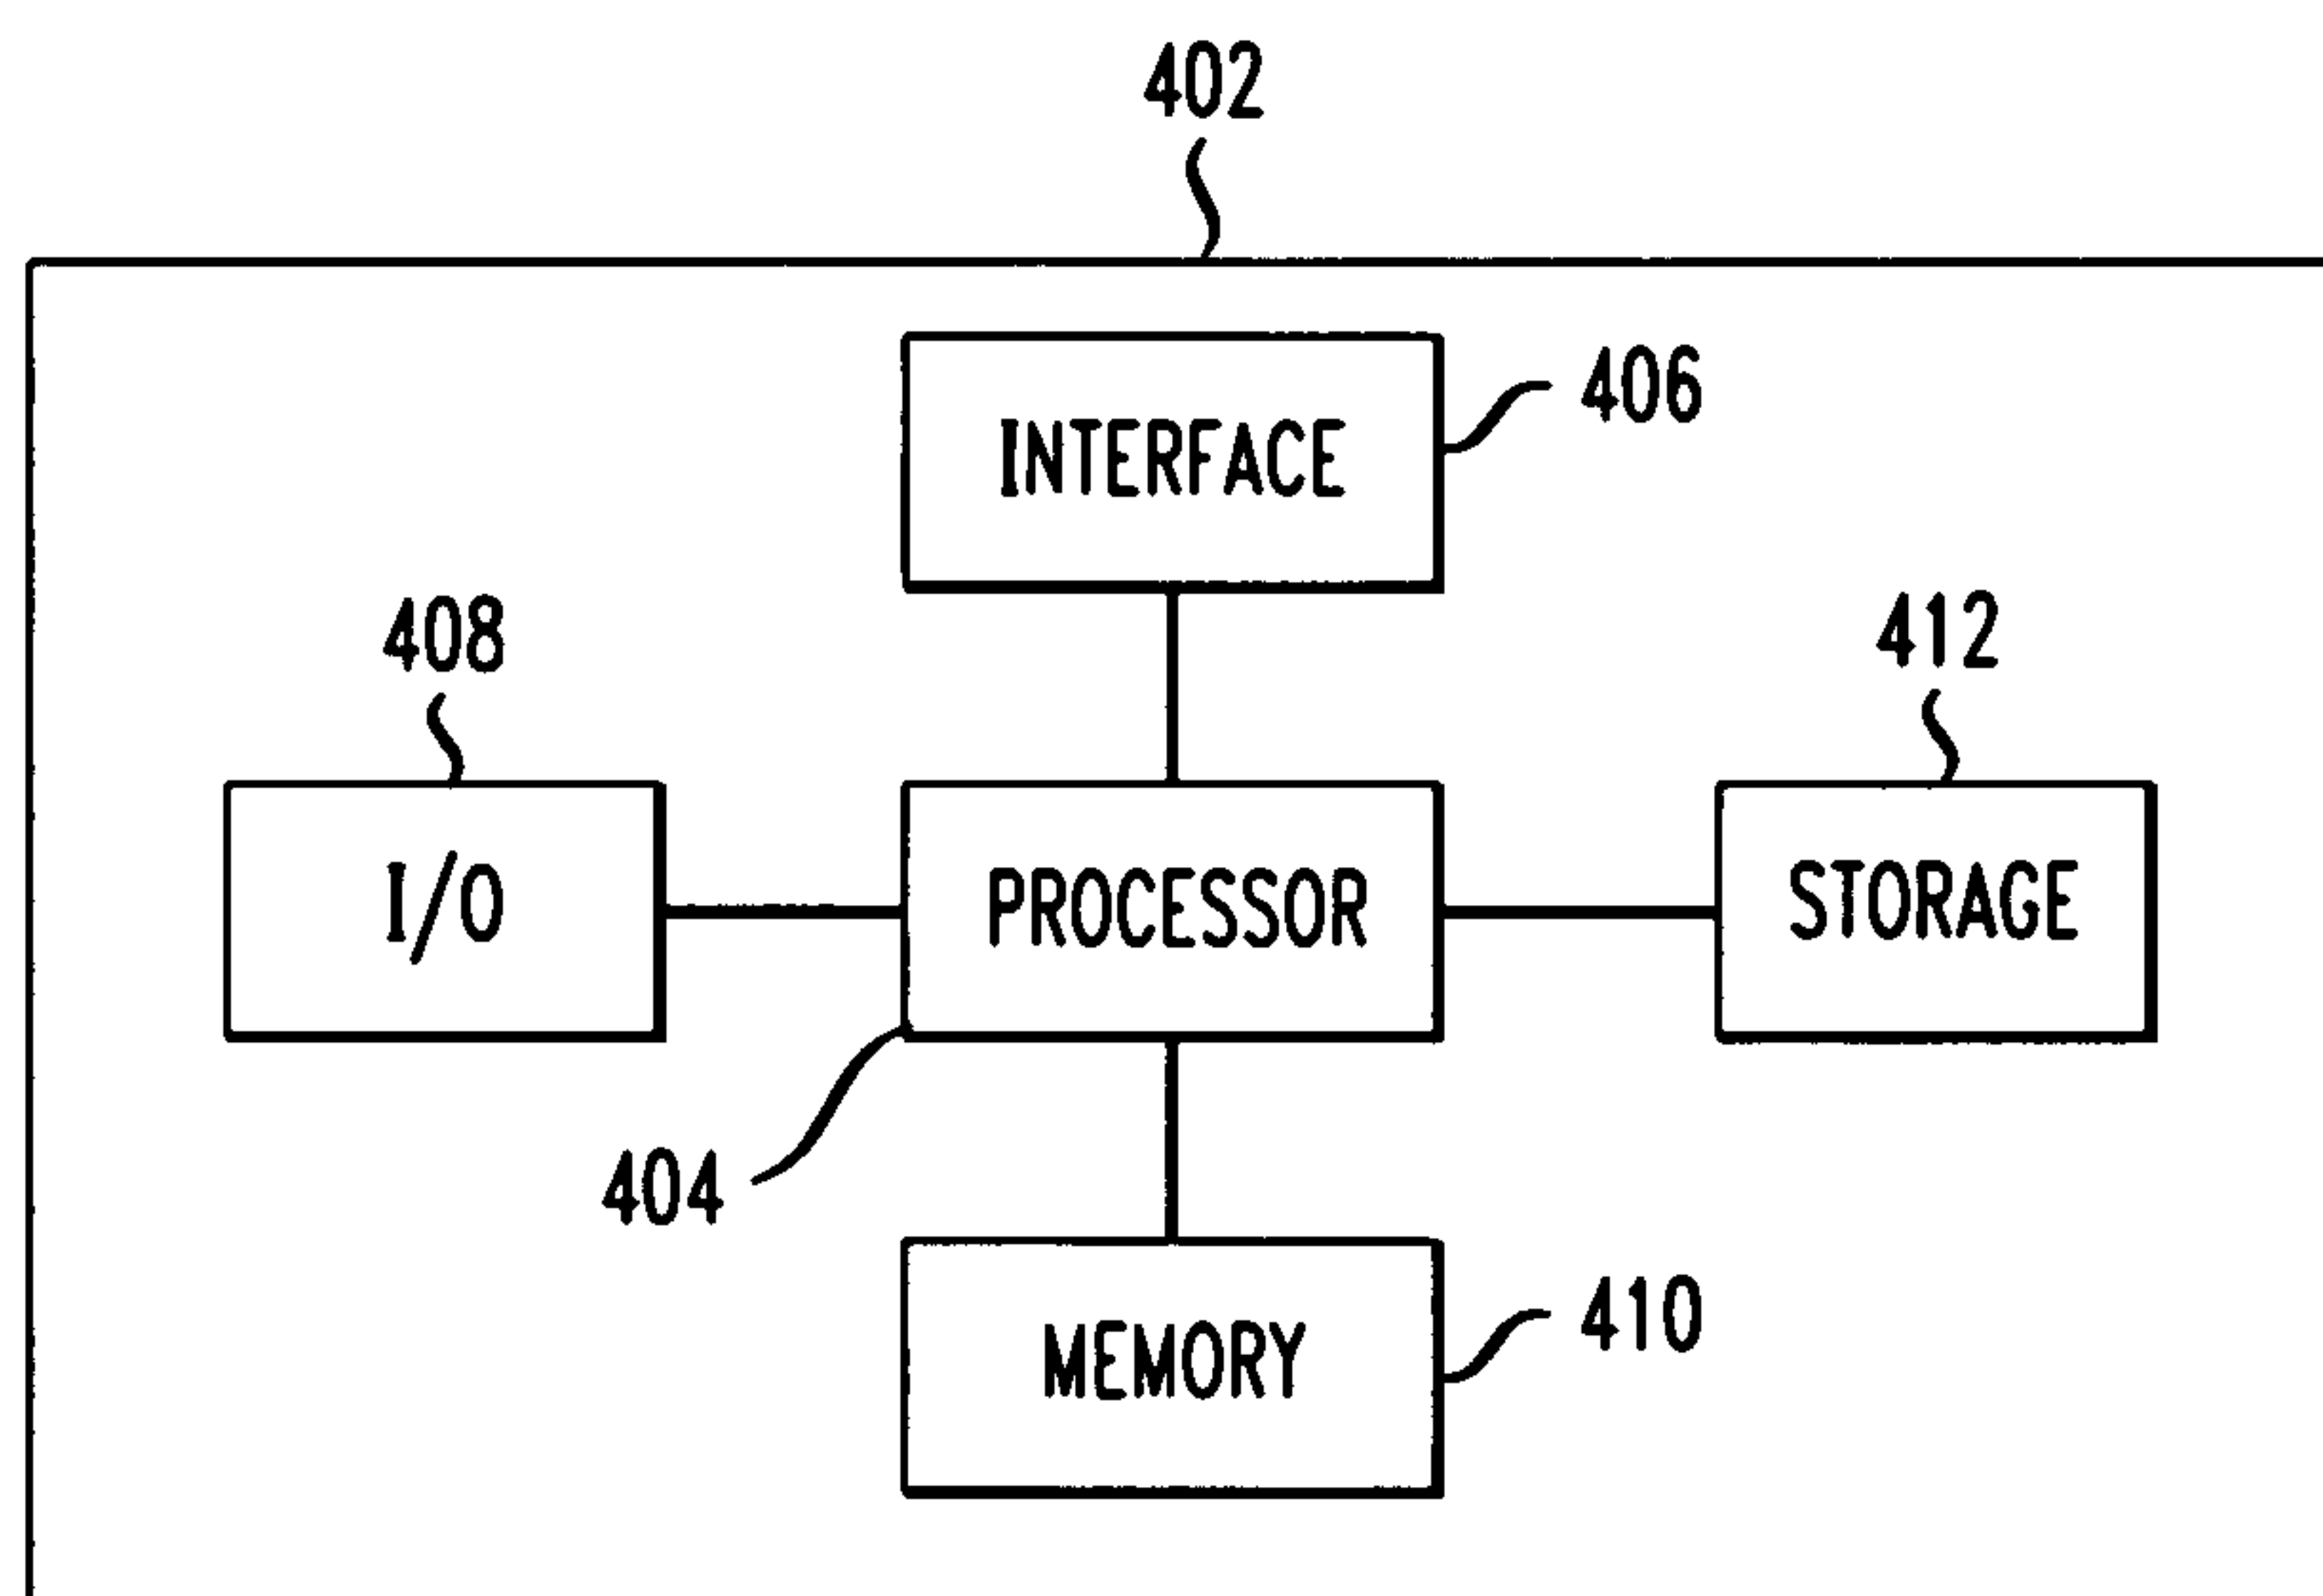 402
INTERFACE
406
408
412
I/O
PROCESSOR
STORAGE
404
MEMORY
410